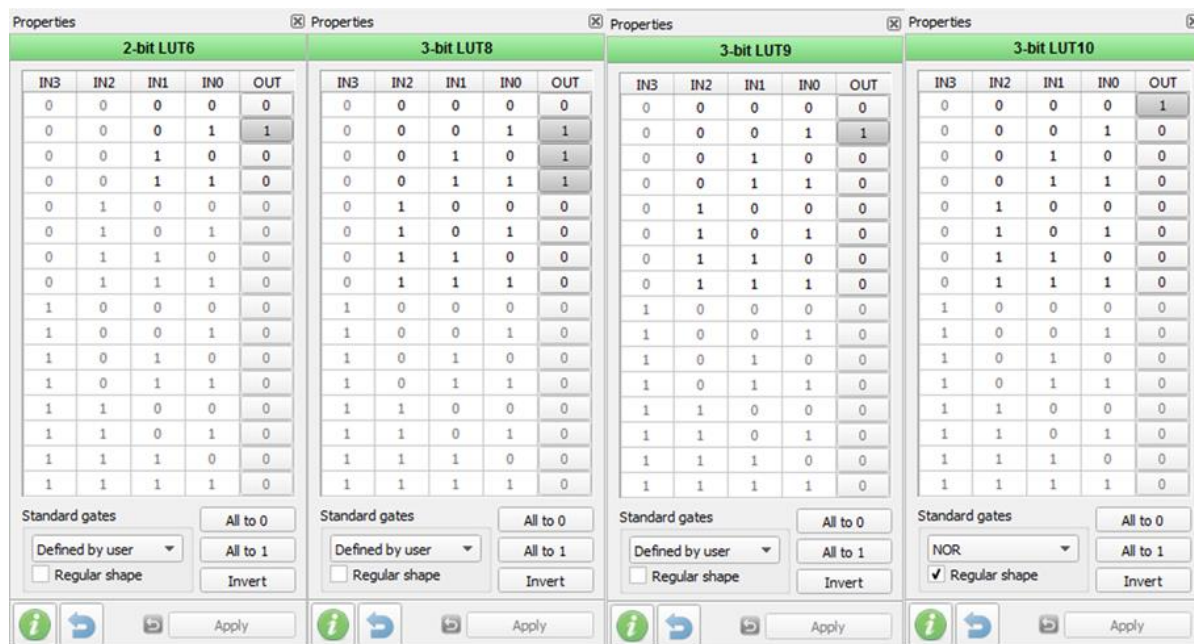 Properties
2-bit LUT6
IN3 IN2 IN1 IN0 OUT
0 0 0 0 0
0 0 0 1 1
0 0 1 0 0
0 0 1 1 0
0 1 0 0 0
0 1 0 1 0
0 1 1 0 0
0 1 1 1 0
1 0 0 0 0
1 0 0 1 0
1 0 1 0 0
1 0 1 1 0
1 1 0 0 0
1 1 0 1 0
1 1 1 0 0
1 1 1 1 0
Standard gates
All to 0
Defined by user
All to 1
Regular shape
Invert
Apply
Properties
3-bit LUT8
IN3 IN2 IN1 IN0 OUT
0 0 0 0 0
0 0 0 1 1
0 0 1 0 1
0 0 1 1 1
0 1 0 0 0
0 1 0 1 0
0 1 1 0 0
0 1 1 1 0
1 0 0 0 0
1 0 0 1 0
1 0 1 0 0
1 0 1 1 0
1 1 0 0 0
1 1 0 1 0
1 1 1 0 0
1 1 1 1 0
Standard gates
All to 0
Defined by user
All to 1
Regular shape
Invert
Apply
Properties
3-bit LUT9
IN3 IN2 IN1 IN0 OUT
0 0 0 0 0
0 0 0 1 1
0 0 1 0 0
0 0 1 1 0
0 1 0 0 0
0 1 0 1 0
0 1 1 0 0
0 1 1 1 0
1 0 0 0 0
1 0 0 1 0
1 0 1 0 0
1 0 1 1 0
1 1 0 0 0
1 1 0 1 0
1 1 1 0 0
1 1 1 1 0
Standard gates
All to 0
Defined by user
All to 1
Regular shape
Invert
Apply
Properties
3-bit LUT10
IN3 IN2 IN1 IN0 OUT
0 0 0 0 1
0 0 0 1 0
0 0 1 0 0
0 0 1 1 0
0 1 0 0 0
0 1 0 1 0
0 1 1 0 0
0 1 1 1 0
1 0 0 0 0
1 0 0 1 0
1 0 1 0 0
1 0 1 1 0
1 1 0 0 0
1 1 0 1 0
1 1 1 0 0
1 1 1 1 0
Standard gates
All to 0
NOR
All to 1
Regular shape
Invert
Apply